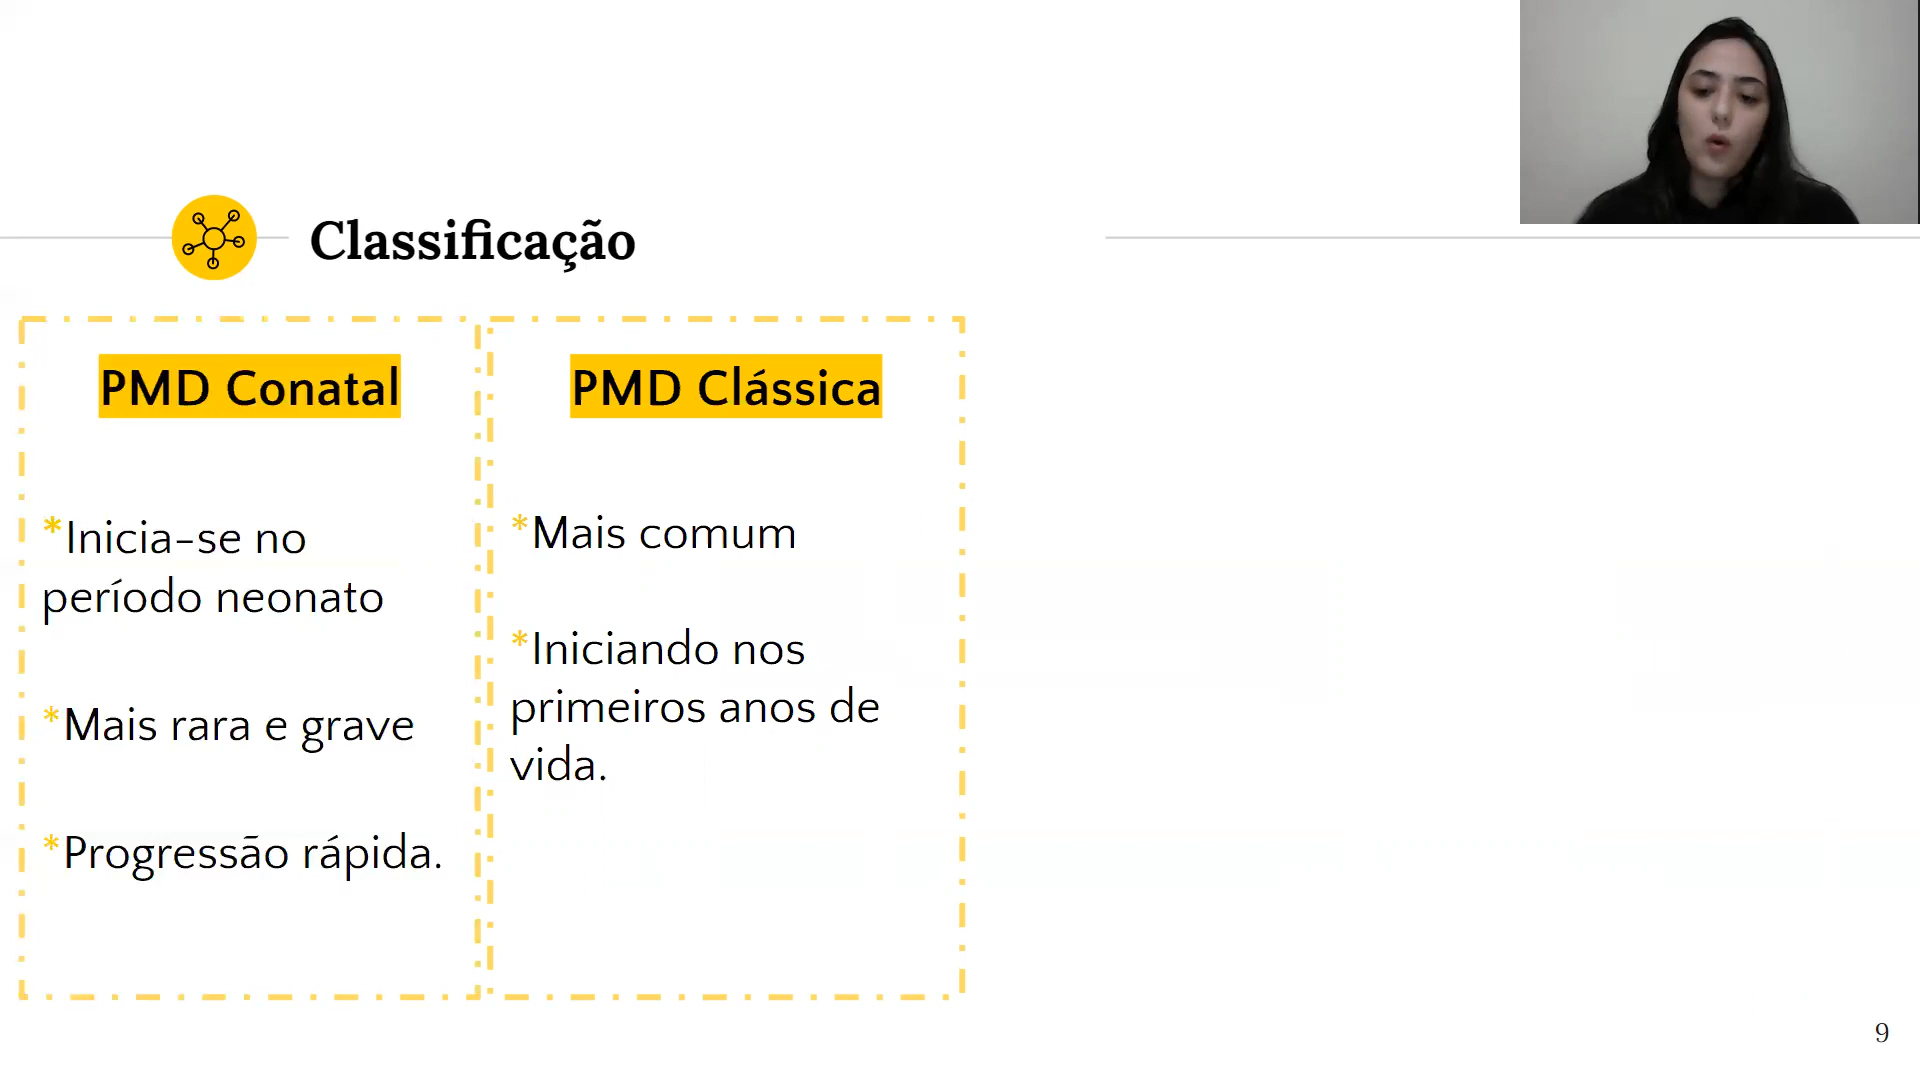 Classificação
PMD Conatal
*Inicia-se no
período neonato
*Mais rara e grave
*Progressão rápida.
PMD Clássica
*Mais comum
*Iniciando nos
primeiros anos de
vida.
9